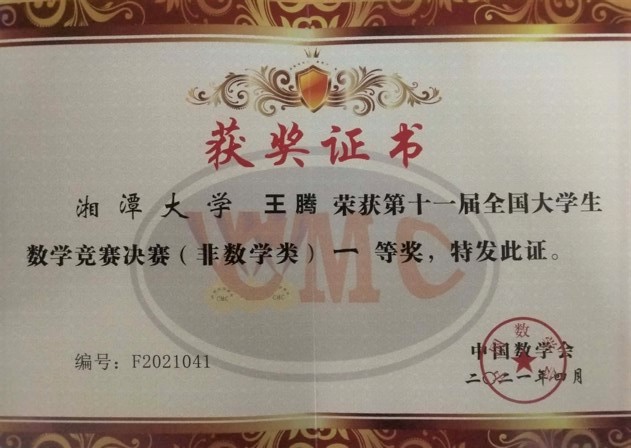 获奖证书
湘潭大学 王腾 荣获第十一届全国大学生
数学竞赛决赛（非数学类）一 等奖，特发此证。
CMC
编号：F2021041
中国数学会
二〇二一年四月